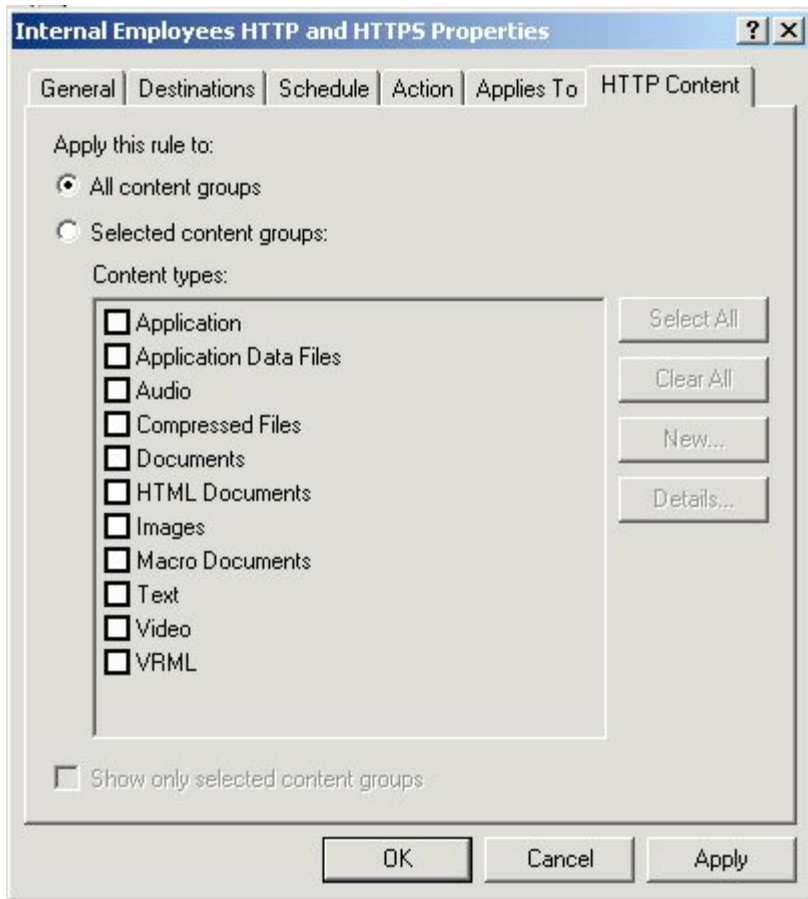 Internal Employees HTTP and HTTPS Properties ? X
General Destinations Schedule Action Applies To HTTP Content
Apply this rule to:
All content groups
Selected content groups:
Content types:
Application
Application Data Files
Audio
Compressed Files
Documents
HTML Documents
Images
Macro Documents
Text
Video
VRML
Select All
Clear All
New...
Details...
Show only selected content groups
OK Cancel Apply